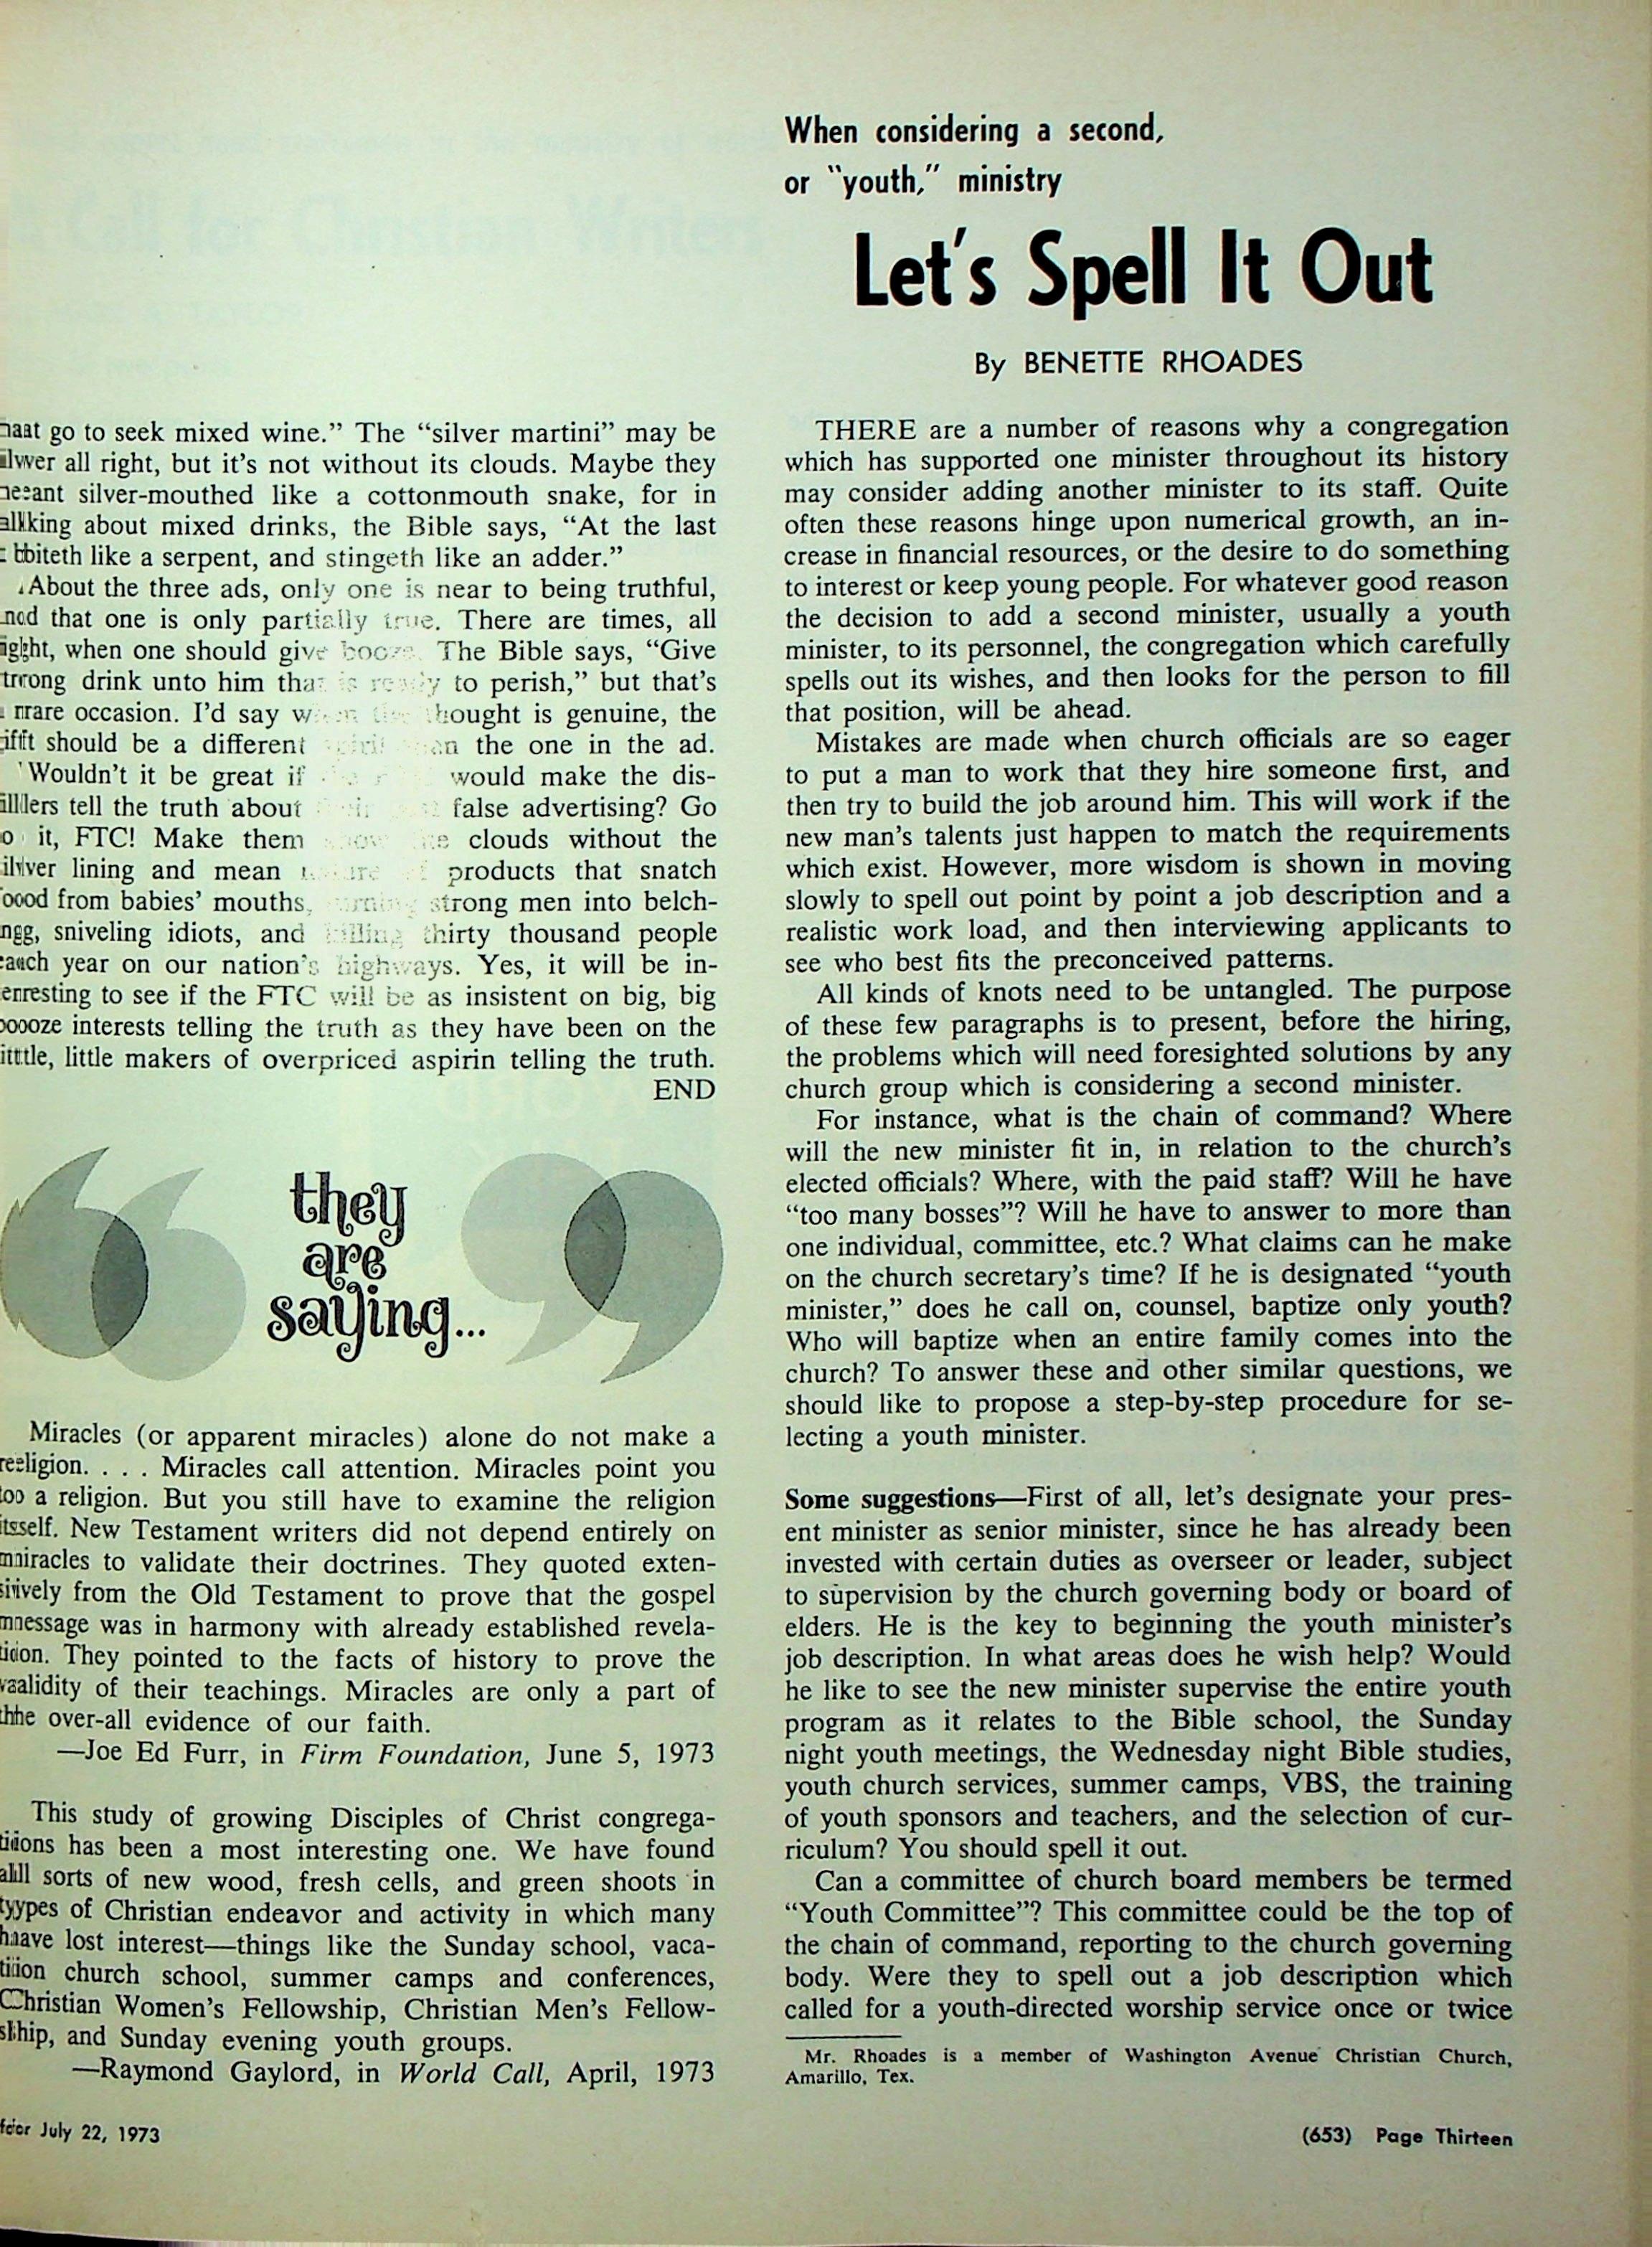 that go to seek mixed wine.” The “silver martini” may be
silver all right, but it’s not without its clouds. Maybe they
meant silver-mouthed like a cottonmouth snake, for in
talking about mixed drinks, the Bible says, “At the last
it biteth like a serpent, and stingeth like an adder.”
About the three ads, only one is near to being truthful,
and that one is only partially true. There are times, all
right, when one should give booze. The Bible says, “Give
strong drink unto him that is ready to perish,” but that’s
a rare occasion. I’d say when the thought is genuine, the
gift should be a different spirit than the one in the ad.
Wouldn’t it be great if would make the dis-
tillers tell the truth about false advertising? Go
to it, FTC! Make them show the clouds without the
silver lining and mean products that snatch
food from babies’ mouths, turning strong men into belch-
ing, sniveling idiots, and killing thirty thousand people
each year on our nation’s highways. Yes, it will be in-
teresting to see if the FTC will be as insistent on big, big
booze interests telling the truth as they have been on the
little, little makers of overpriced aspirin telling the truth.
END
they
are
saying...
Miracles (or apparent miracles) alone do not make a
religion. . . . Miracles call attention. Miracles point you
to a religion. But you still have to examine the religion
itself. New Testament writers did not depend entirely on
miracles to validate their doctrines. They quoted exten-
sively from the Old Testament to prove that the gospel
message was in harmony with already established revela-
tion. They pointed to the facts of history to prove the
validity of their teachings. Miracles are only a part of
the over-all evidence of our faith.
—Joe Ed Furr, in Firm Foundation, June 5, 1973
This study of growing Disciples of Christ congrega-
tions has been a most interesting one. We have found
all sorts of new wood, fresh cells, and green shoots in
types of Christian endeavor and activity in which many
have lost interest—things like the Sunday school, vaca-
tion church school, summer camps and conferences,
Christian Women’s Fellowship, Christian Men’s Fellow-
ship, and Sunday evening youth groups.
—Raymond Gaylord, in World Call, April, 1973
When considering a second,
or “youth,” ministry
Let’s Spell It Out
By BENETTE RHOADES
THERE are a number of reasons why a congregation
which has supported one minister throughout its history
may consider adding another minister to its staff. Quite
often these reasons hinge upon numerical growth, an in-
crease in financial resources, or the desire to do something
to interest or keep young people. For whatever good reason
the decision to add a second minister, usually a youth
minister, to its personnel, the congregation which carefully
spells out its wishes, and then looks for the person to fill
that position, will be ahead.
Mistakes are made when church officials are so eager
to put a man to work that they hire someone first, and
then try to build the job around him. This will work if the
new man’s talents just happen to match the requirements
which exist. However, more wisdom is shown in moving
slowly to spell out point by point a job description and a
realistic work load, and then interviewing applicants to
see who best fits the preconceived patterns.
All kinds of knots need to be untangled. The purpose
of these few paragraphs is to present, before the hiring,
the problems which will need foresighted solutions by any
church group which is considering a second minister.
For instance, what is the chain of command? Where
will the new minister fit in, in relation to the church’s
elected officials? Where, with the paid staff? Will he have
“too many bosses”? Will he have to answer to more than
one individual, committee, etc.? What claims can he make
on the church secretary’s time? If he is designated “youth
minister,” does he call on, counsel, baptize only youth?
Who will baptize when an entire family comes into the
church? To answer these and other similar questions, we
should like to propose a step-by-step procedure for se-
lecting a youth minister.
Some suggestions—First of all, let’s designate your pres-
ent minister as senior minister, since he has already been
invested with certain duties as overseer or leader, subject
to supervision by the church governing body or board of
elders. He is the key to beginning the youth minister’s
job description. In what areas does he wish help? Would
he like to see the new minister supervise the entire youth
program as it relates to the Bible school, the Sunday
night youth meetings, the Wednesday night Bible studies,
youth church services, summer camps, VBS, the training
of youth sponsors and teachers, and the selection of cur-
riculum? You should spell it out.
Can a committee of church board members be termed
“Youth Committee”? This committee could be the top of
the chain of command, reporting to the church governing
body. Were they to spell out a job description which
called for a youth-directed worship service once or twice
Mr. Rhoades is a member of Washington Avenue Christian Church,
Amarillo, Tex.
for July 22, 1973
(653) Page Thirteen